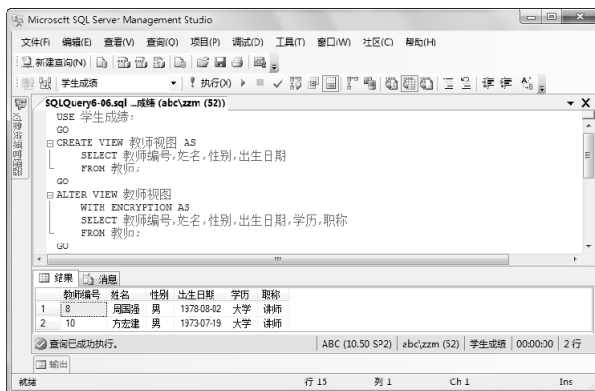 Microsoft SQL Server Management Studio
文件(F) 编辑(E) 查看(V) 查询(Q) 项目(P) 调试(D) 工具(T) 窗口(W) 社区(C) 帮助(H)
新建查询(N)
学生成绩 执行(X)
SQLQuery6-06.sql ...成绩 (abc\zzm (52))
USE 学生成绩;
GO
CREATE VIEW 教师视图 AS
SELECT 教师编号,姓名,性别,出生日期
FROM 教师;
GO
ALTER VIEW 教师视图
WITH ENCRYPTION AS
SELECT 教师编号,姓名,性别,出生日期,学历,职称
FROM 教师;
GO
结果 消息
教师编号 姓名 性别 出生日期 学历 职称
1 8 周国强 男 1978-08-02 大学 讲师
2 10 方宏建 男 1973-07-19 大学 讲师
查询已成功执行。 ABC (10.50 SP2) abc\zzm (52) 学生成绩 00:00:00 2 行
输出
就绪 行 15 列 1 Ch 1 Ins